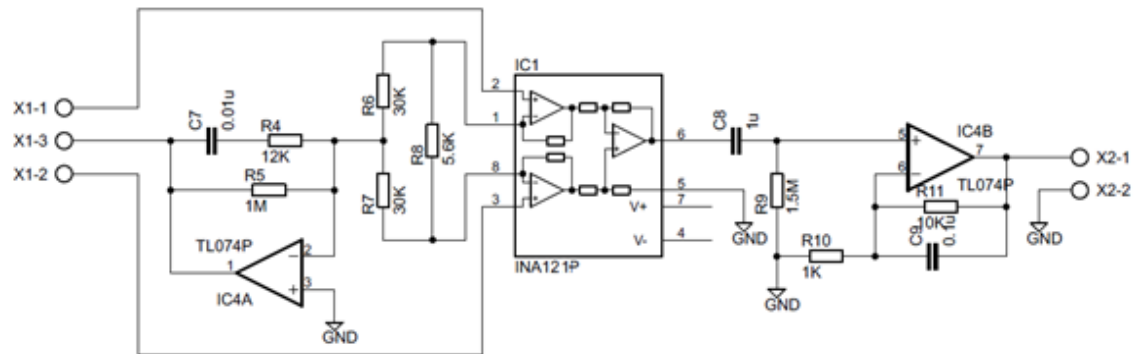 X1-1
X1-3
X1-2
C7
0.01u
R4
12K
R5
1M
TL074P
2
1
3
IC4A
GND
R6
30K
R7
30K
R8
5.6K
IC1
2
1
8
3
6
5
7
4
V+
V-
INA121P
GND
C8
1u
R9
1.5M
GND
R10
1K
5
6
7
IC4B
TL074P
R11
10K
C9
0.1u
X2-1
X2-2
GND